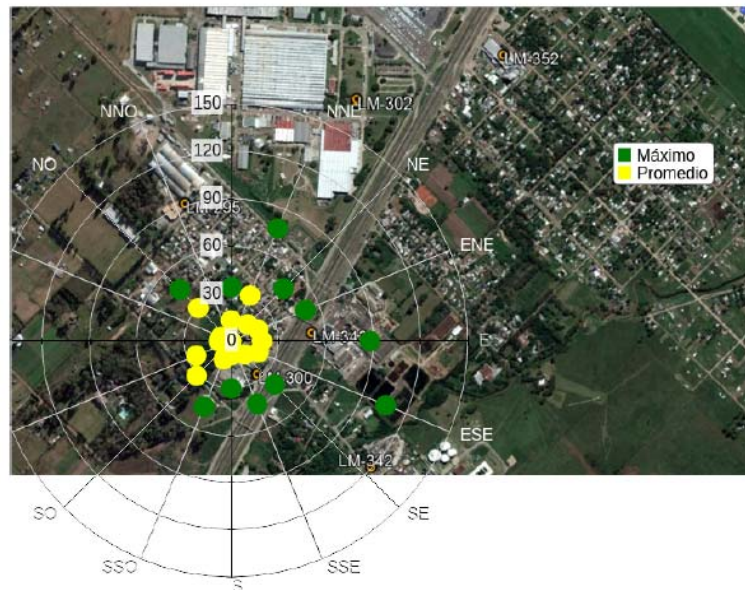 LM-352
150
NNO
NNE
LM-302
120
Máximo
NO
NE
Promedio
90
LM-295
60
ENE
30
0
LM-343
E
LM-300
ESE
LM-342
SO
SE
SSO
SSE
S